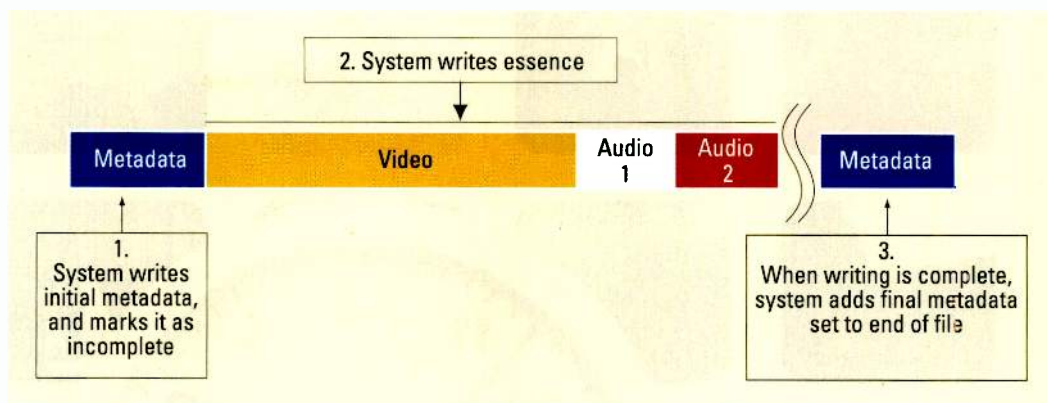 2. System writes essence
Metadata
Video
Audio
1
Audio
2
Metadata
1.
System writes
initial metadata,
and marks it as
incomplete
3.
When writing is complete,
system adds final metadata
set to end of file